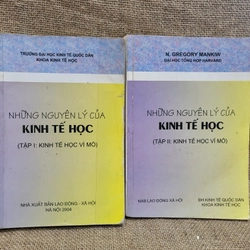 TRƯỜNG ĐẠI HỌC KINH TẾ QUỐC DÂN
KHOA KINH TẾ HỌC
NHỮNG NGUYÊN LÝ CỦA
KINH TẾ HỌC
(TẬP I: KINH TẾ HỌC VI MÔ)
NHÀ XUẤT BẢN LAO ĐỘNG - XÃ HỘI
HÀ NỘI 2004
N. GREGORY MANKIW
ĐẠI HỌC TỔNG HỢP HARVARD
NHỮNG NGUYÊN LÝ CỦA
KINH TẾ HỌC
(TẬP II: KINH TẾ HỌC VĨ MÔ)
NXB LAO ĐỘNG XÃ HỘI
ĐH KINH TẾ QUỐC DÂN
KHOA KINH TẾ HỌC